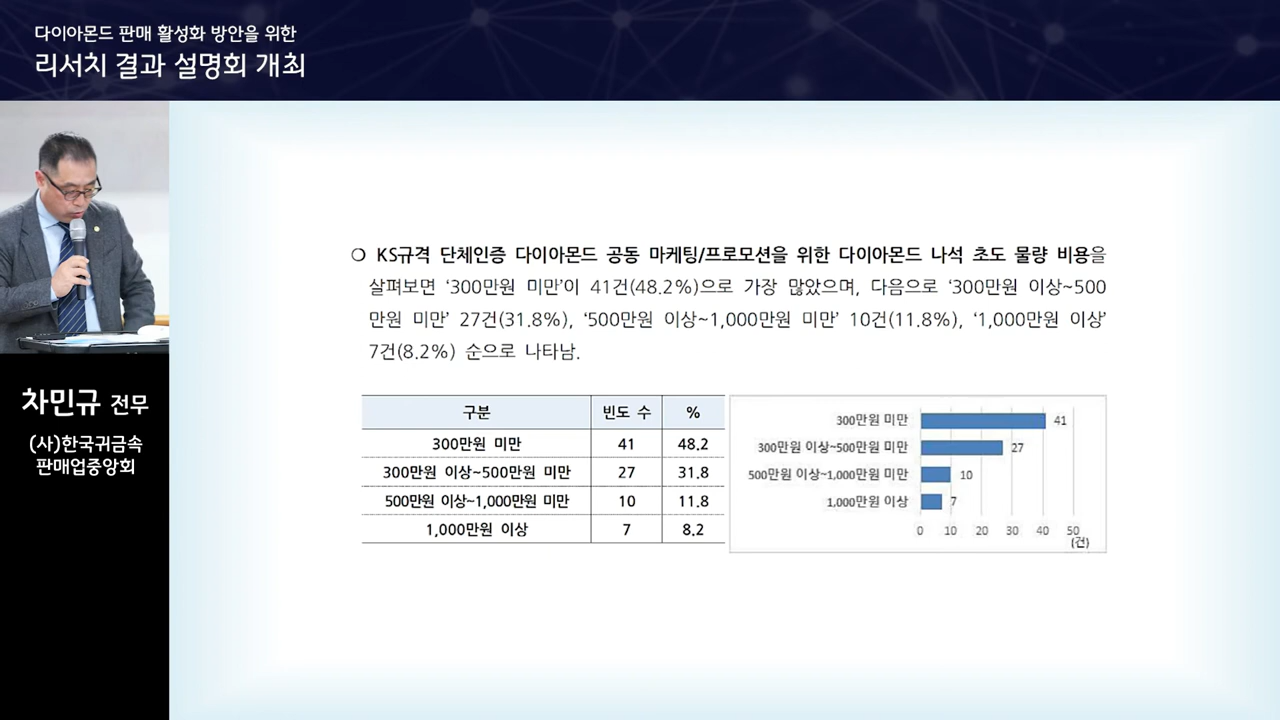 다이아몬드 판매 활성화 방안을 위한
리서치 결과 설명회 개최
차민규 전무
(사)한국귀금속
판매업중앙회
❍ KS규격 단체인증 다이아몬드 공동 마케팅/프로모션을 위한 다이아몬드 나석 초도 물량 비용을
살펴보면 ‘300만원 미만’이 41건(48.2%)으로 가장 많았으며, 다음으로 ‘300만원 이상~500
만원 미만’ 27건(31.8%), ‘500만원 이상~1,000만원 미만’ 10건(11.8%), ‘1,000만원 이상’
7건(8.2%) 순으로 나타남.
구분 빈도 수 %
300만원 미만 41 48.2
300만원 이상~500만원 미만 27 31.8
500만원 이상~1,000만원 미만 10 11.8
1,000만원 이상 7 8.2
300만원 미만 41
300만원 이상~500만원 미만 27
500만원 이상~1,000만원 미만 10
1,000만원 이상 7
0 10 20 30 40 50
(건)